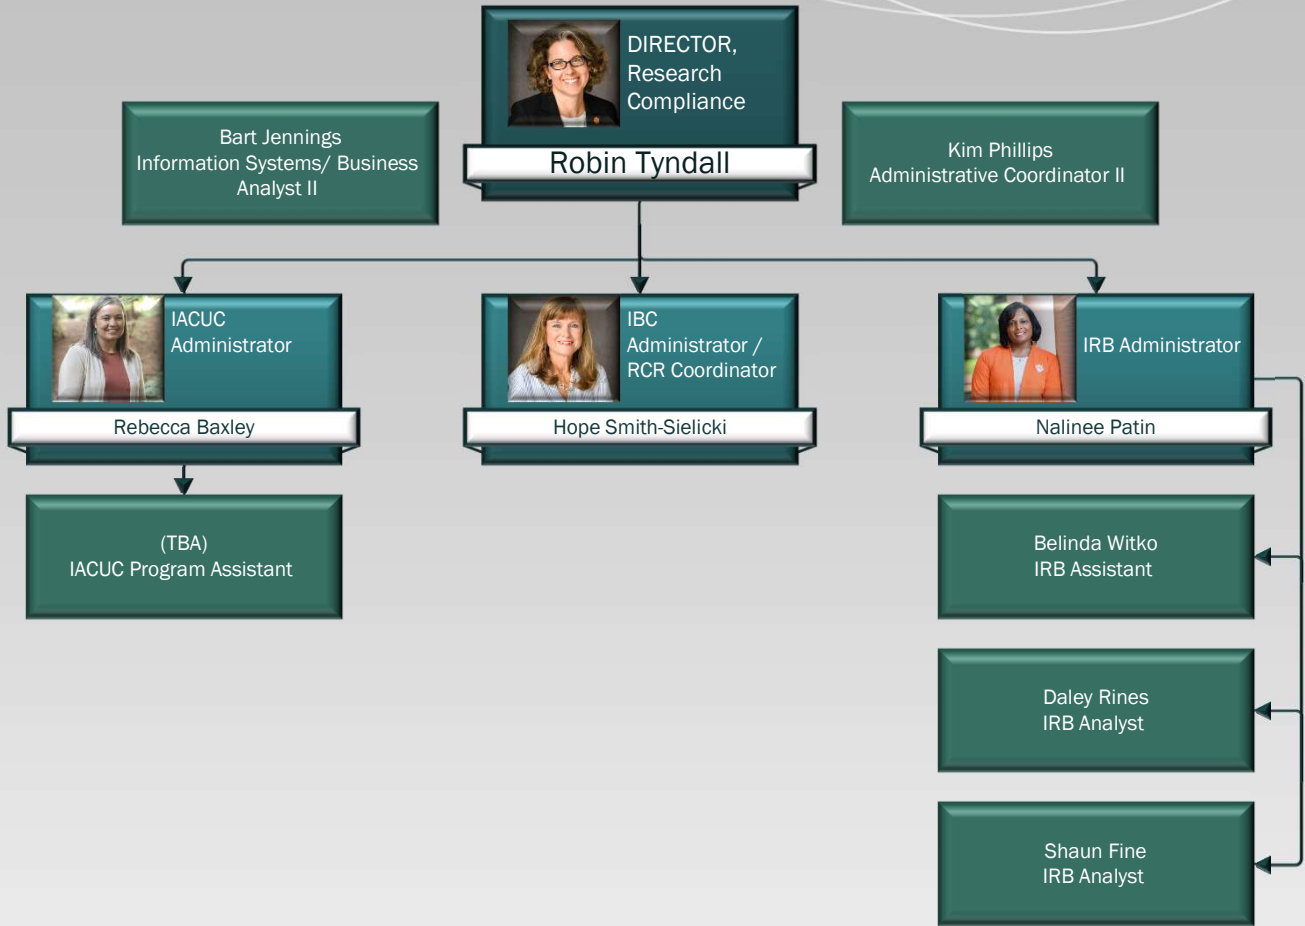 DIRECTOR,
Research
Compliance
Robin Tyndall
Bart Jennings
Information Systems/ Business
Analyst II
Kim Phillips
Administrative Coordinator II
IACUC
Administrator
Rebecca Baxley
IBC
Administrator /
RCR Coordinator
Hope Smith-Sielicki
IRB Administrator
Nalinee Patin
(TBA)
IACUC Program Assistant
Belinda Witko
IRB Assistant
Daley Rines
IRB Analyst
Shaun Fine
IRB Analyst